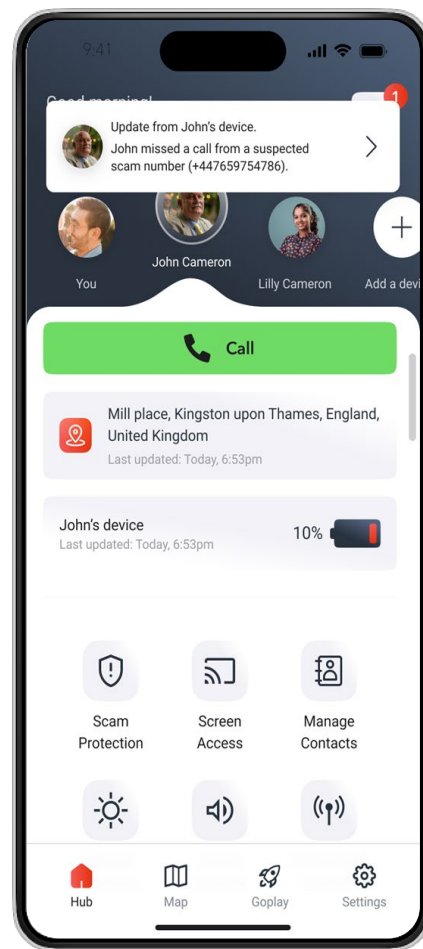 9:41
Good morning!
1
Update from John's device.
John missed a call from a suspected
scam number (+447659754786).
You
John Cameron
Lilly Cameron
Add a devi
Call
Mill place, Kingston upon Thames, England,
United Kingdom
Last updated: Today, 6:53pm
John's device
Last updated: Today, 6:53pm
10%
Scam
Protection
Screen
Access
Manage
Contacts
Hub
Map
Goplay
Settings